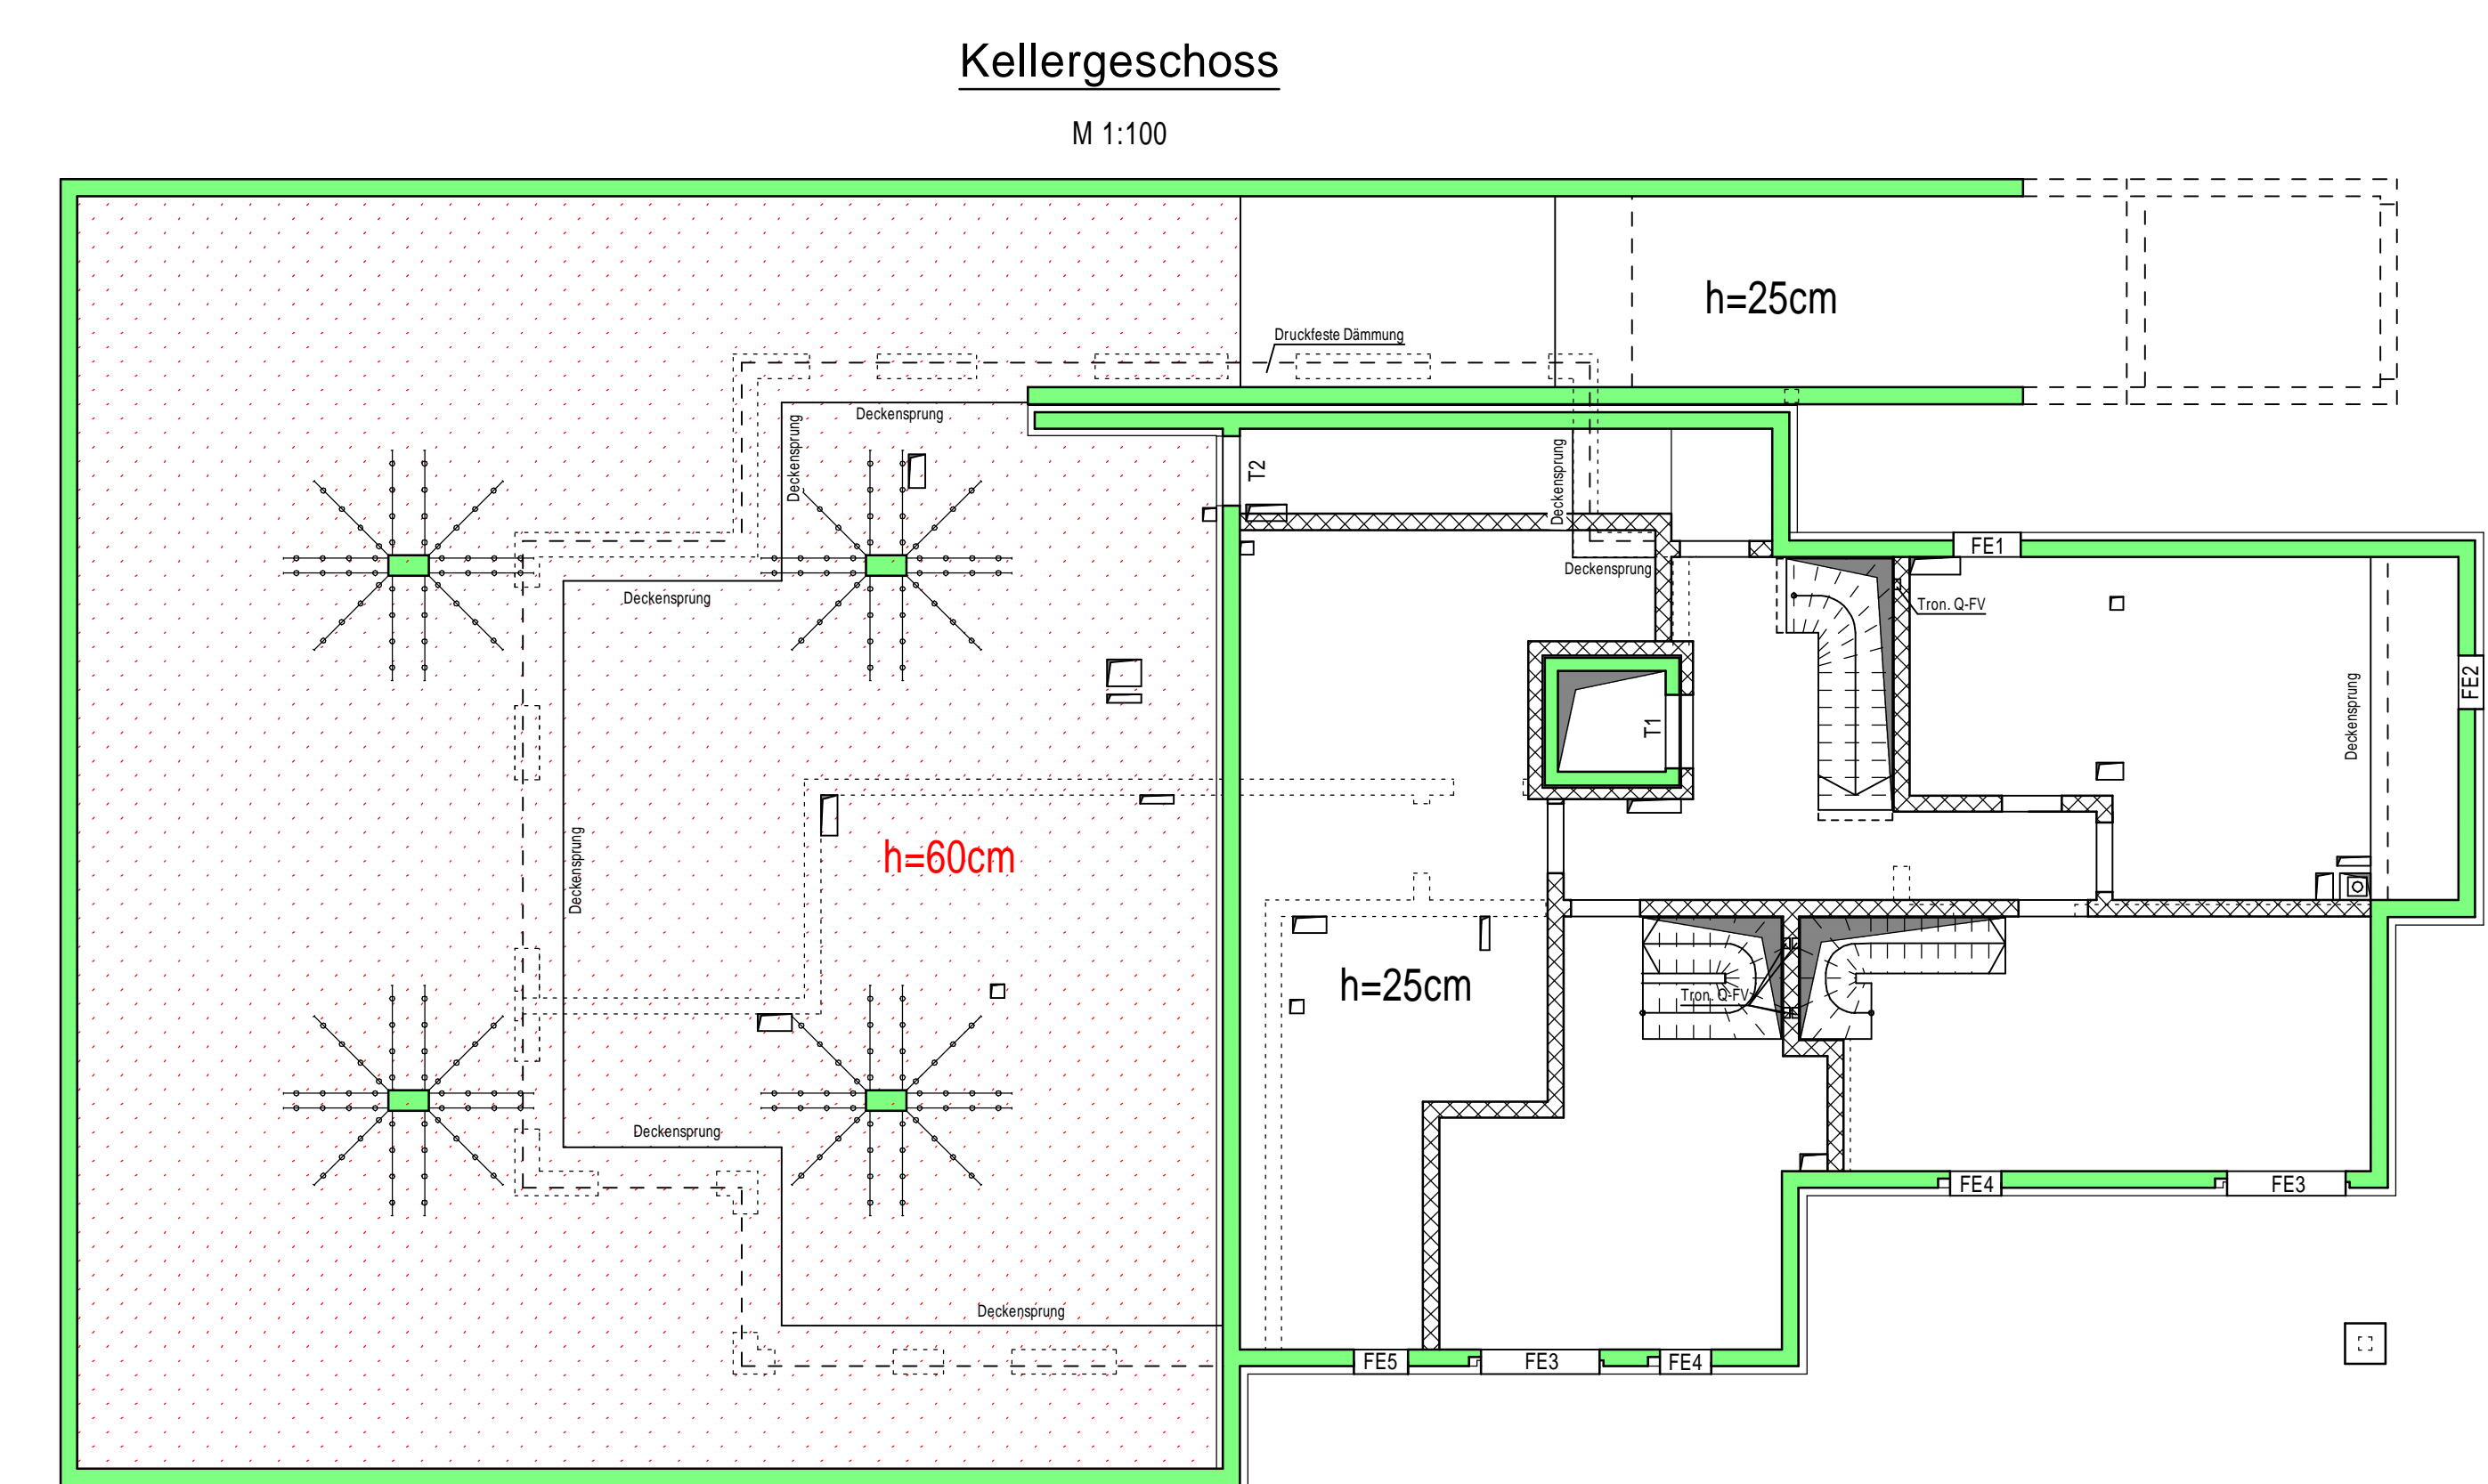 Kellergeschoss
M 1:100
h=25cm
Druckfeste Dämmung
Deckensprung
Deckensprung
Deckensprung
T2
FE1
Deckensprung
Deckensprung
Tron. Q-FV
FE2
T1
Deckensprung
h=60cm
Deckensprung
h=25cm
Tron. Q-FV
Deckensprung
FE4
FE3
Deckensprung
FE5
FE3
FE4